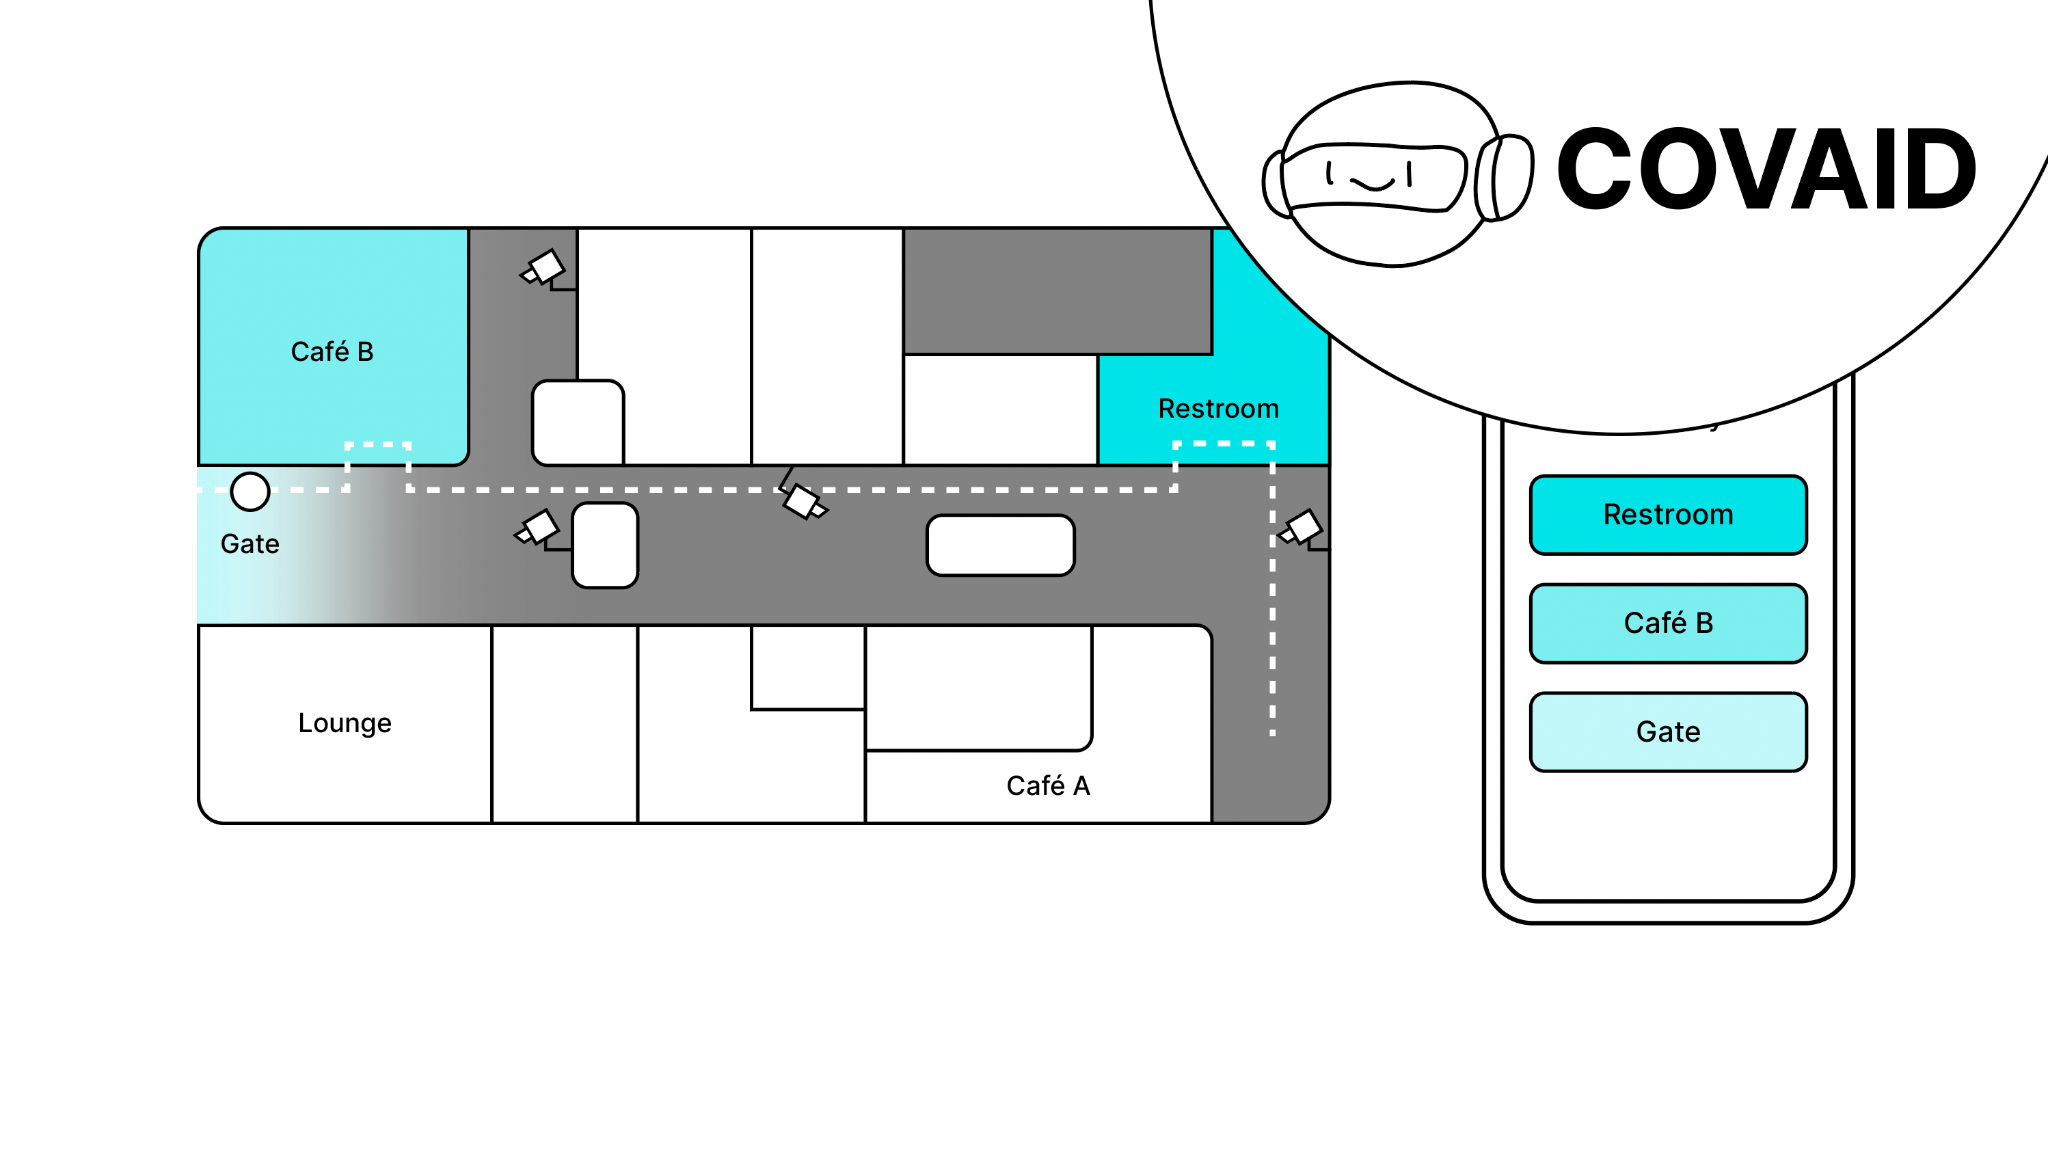 COVAID
Café B
Restroom
Gate
Lounge
Café A
Restroom
Café B
Gate